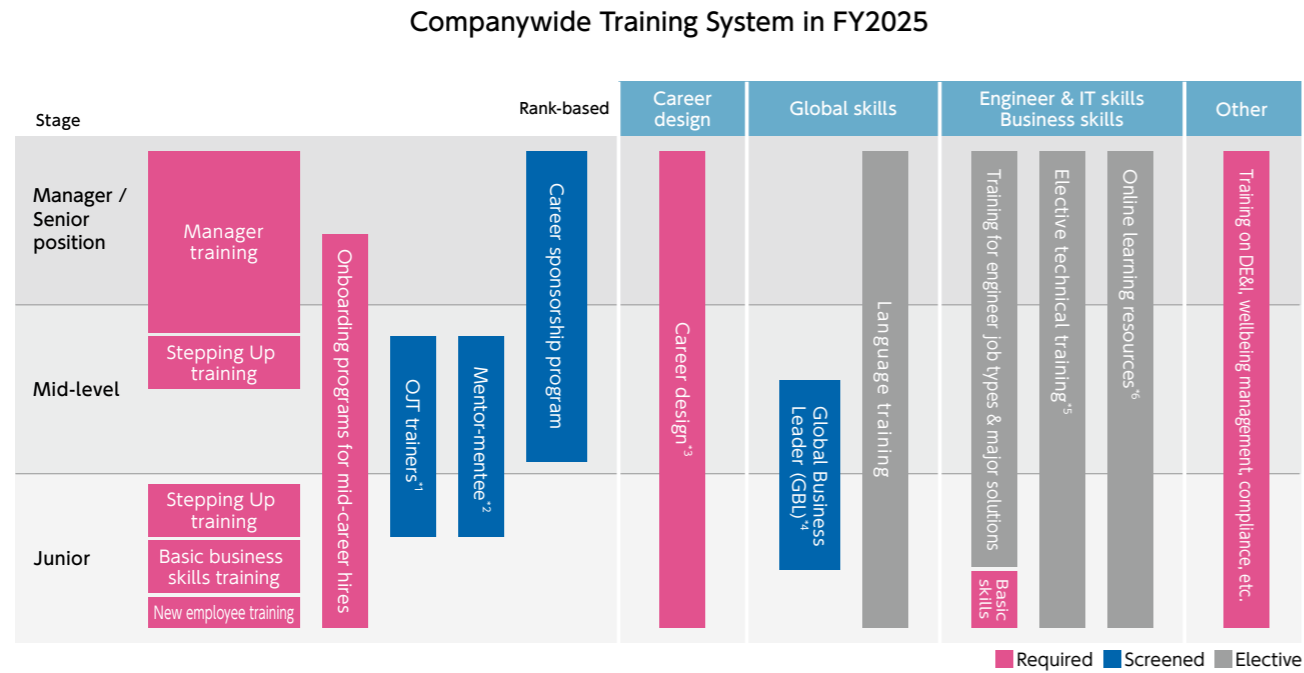 Companywide Training System in FY2025
Stage
Rank-based
Career
design
Global skills
Engineer & IT skills
Business skills
Other
Manager /
Senior
position
Mid-level
Junior
Manager
training
Stepping Up
training
Stepping Up
training
Basic business
skills training
New employee training
Onboarding programs for mid-career hires
OJT trainers*1
Mentor-mentee*2
Career sponsorship program
Career design*3
Global Business
Leader (GBL)*4
Language training
Training for engineer job types & major solutions
Basic
skills
Elective technical training*5
Online learning resources*6
Training on DE&I, wellbeing management, compliance, etc.
Required
Screened
Elective